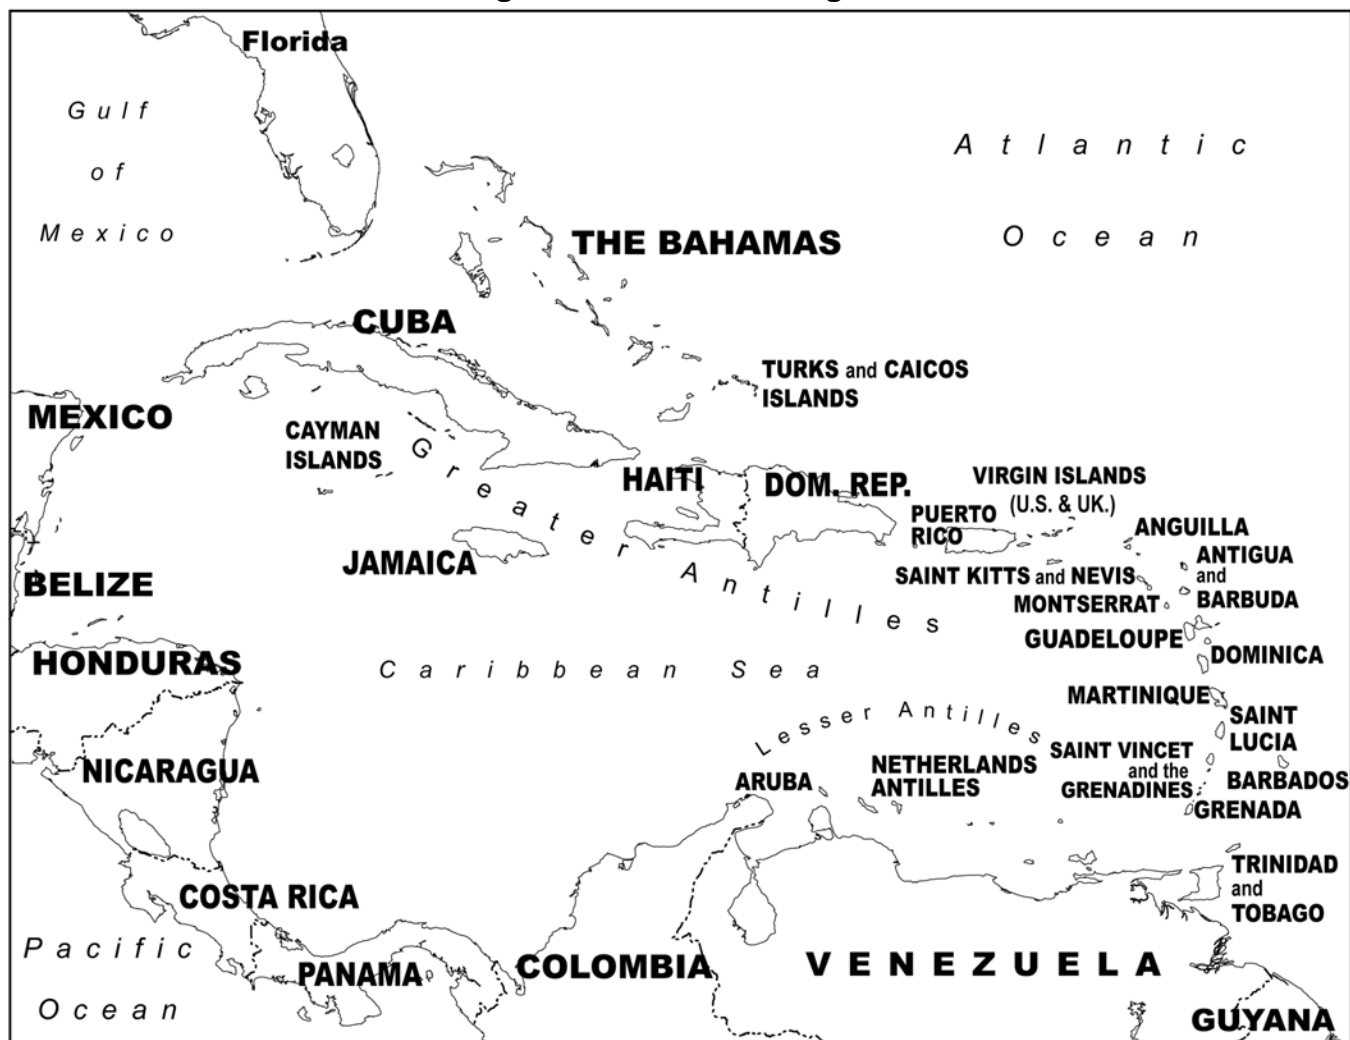 Florida
Gulf
of
Mexico
Atlantic
Ocean
THE BAHAMAS
CUBA
TURKS and CAICOS
ISLANDS
MEXICO
CAYMAN
ISLANDS
Greater Antilles
HAITI
DOM. REP.
VIRGIN ISLANDS
(U.S. & UK.)
PUERTO
RICO
ANGUILLA
JAMAICA
ANTIGUA
and
BARBUDA
SAINT KITTS and NEVIS
BELIZE
MONTSERRAT
GUADELOUPE
DOMINICA
HONDURAS
Caribbean Sea
MARTINIQUE
SAINT
LUCIA
Lesser Antilles
NICARAGUA
ARUBA
NETHERLANDS
ANTILLES
SAINT VINCET
and the
GRENADINES
BARBADOS
GRENADA
TRINIDAD
and
TOBAGO
COSTA RICA
Pacific
Ocean
PANAMA
COLOMBIA
VENEZUELA
GUYANA